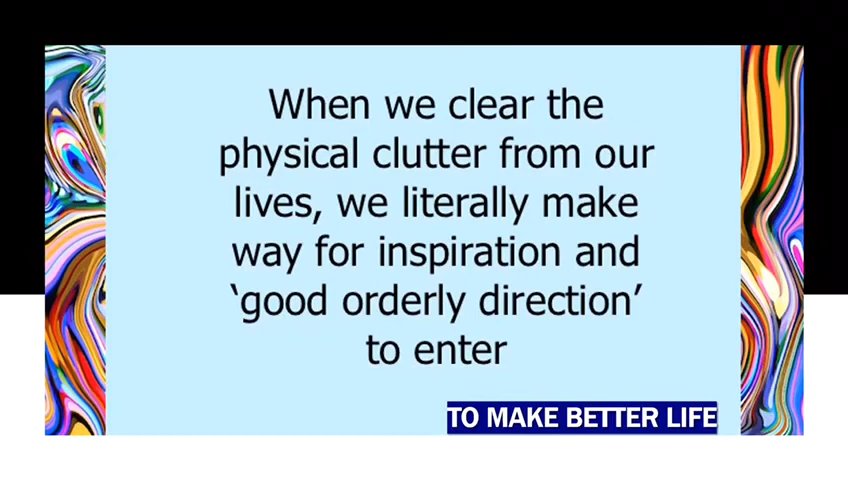 When we clear the
physical clutter from our
lives, we literally make
way for inspiration and
‘good orderly direction’
to enter
TO MAKE BETTER LIFE